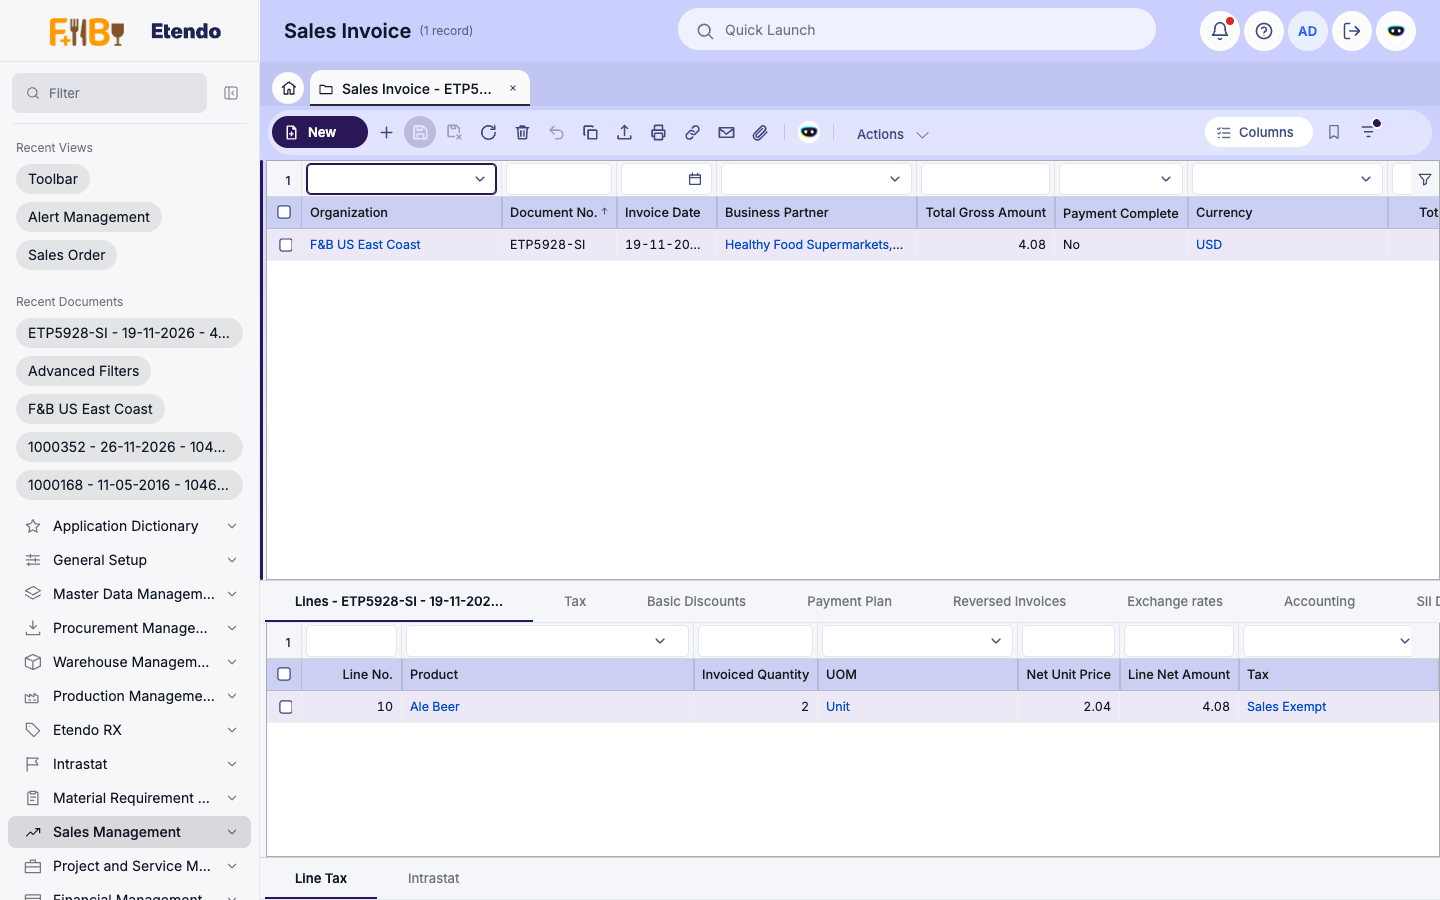 F&B
Etendo
Sales Invoice (1 record)
Quick Launch
AD
Filter
Sales Invoice - ETP5...
New
Actions
Columns
Recent Views
Toolbar
Alert Management
Sales Order
Recent Documents
ETP5928-SI - 19-11-2026 - 4...
Advanced Filters
F&B US East Coast
1000352 - 26-11-2026 - 104...
1000168 - 11-05-2016 - 1046...
Application Dictionary
General Setup
Master Data Managem...
Procurement Manage...
Warehouse Managem...
Production Manageme...
Etendo RX
Intrastat
Material Requirement ...
Sales Management
Project and Service M...
Financial Management
1
Organization Document No. Invoice Date Business Partner Total Gross Amount Payment Complete Currency Tot
F&B US East Coast ETP5928-SI 19-11-20... Healthy Food Supermarkets,... 4.08 No USD
Lines - ETP5928-SI - 19-11-202... Tax Basic Discounts Payment Plan Reversed Invoices Exchange rates Accounting SII D
1
Line No. Product Invoiced Quantity UOM Net Unit Price Line Net Amount Tax
10 Ale Beer 2 Unit 2.04 4.08 Sales Exempt
Line Tax Intrastat